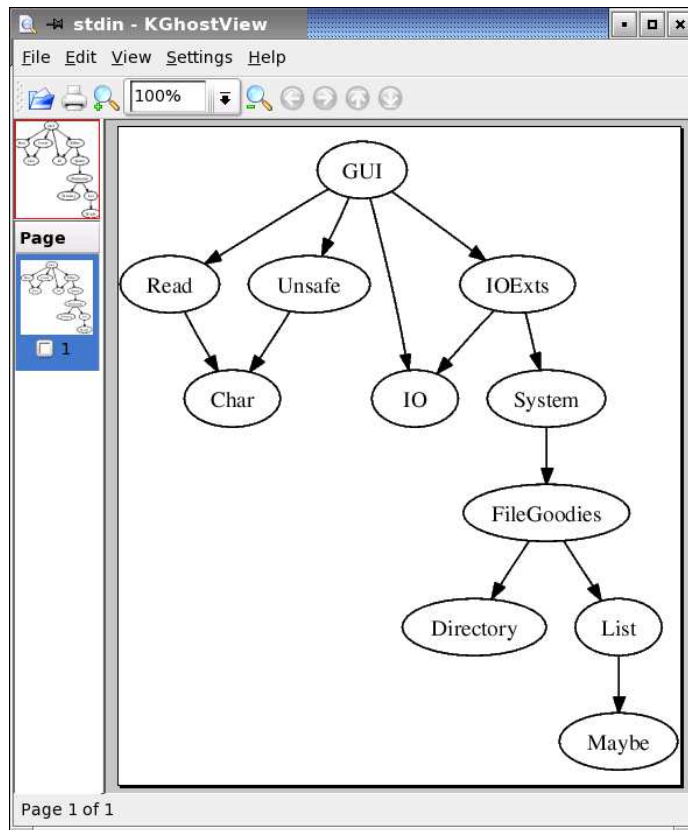 stdin - KGhostView
File Edit View Settings Help
100%
Page
1
GUI
Read Unsafe IOExts
Char IO System
FileGoodies
Directory List
Maybe
Page 1 of 1